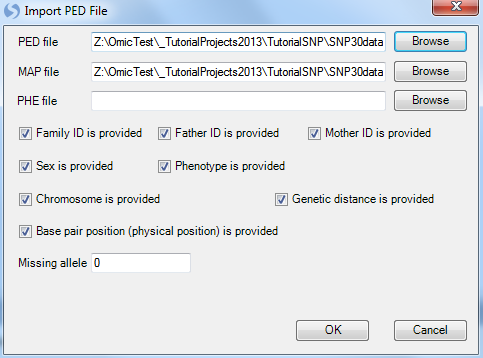 Import PED File
PED file Z:\OmicTest\_TutorialProjects2013\TutorialSNP\SNP30data Browse
MAP file Z:\OmicTest\_TutorialProjects2013\TutorialSNP\SNP30data Browse
PHE file Browse
Family ID is provided Father ID is provided Mother ID is provided
Sex is provided Phenotype is provided
Chromosome is provided Genetic distance is provided
Base pair position (physical position) is provided
Missing allele 0
OK Cancel